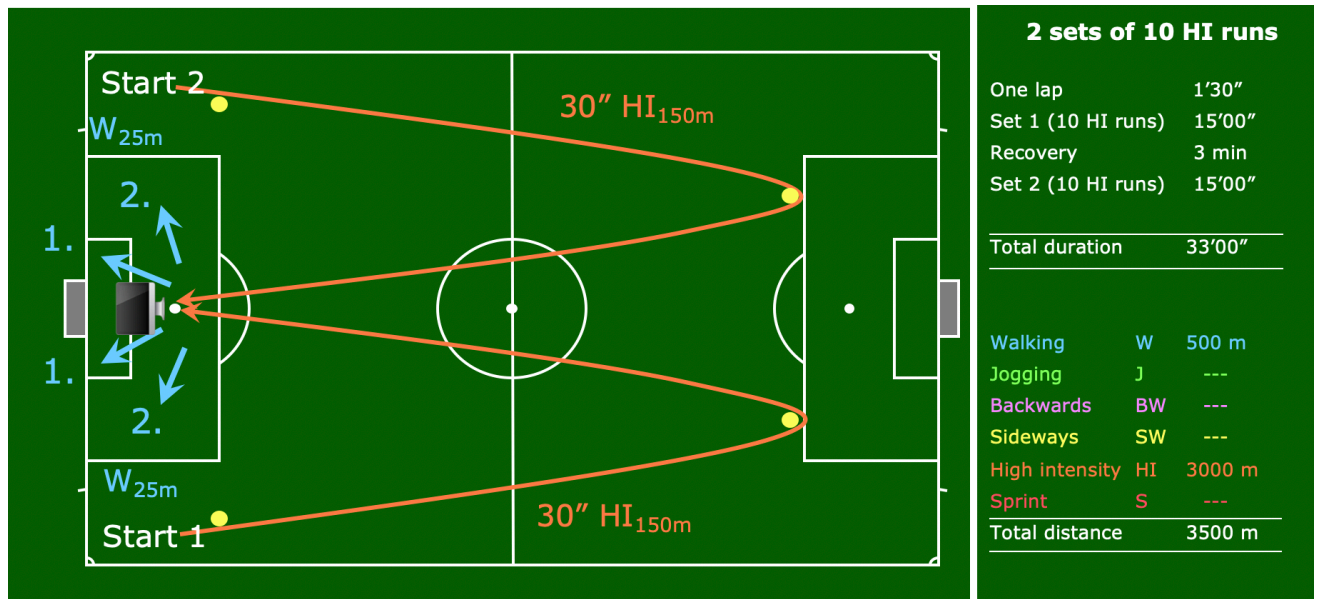 Start 2
W25m
30″ HI150m
2.
1.
1.
2.
W25m
Start 1
30″ HI150m
2 sets of 10 HI runs
One lap 1’30”
Set 1 (10 HI runs) 15’00”
Recovery 3 min
Set 2 (10 HI runs) 15’00”
Total duration 33’00”
Walking W 500 m
Jogging J ---
Backwards BW ---
Sideways SW ---
High intensity HI 3000 m
Sprint S ---
Total distance 3500 m